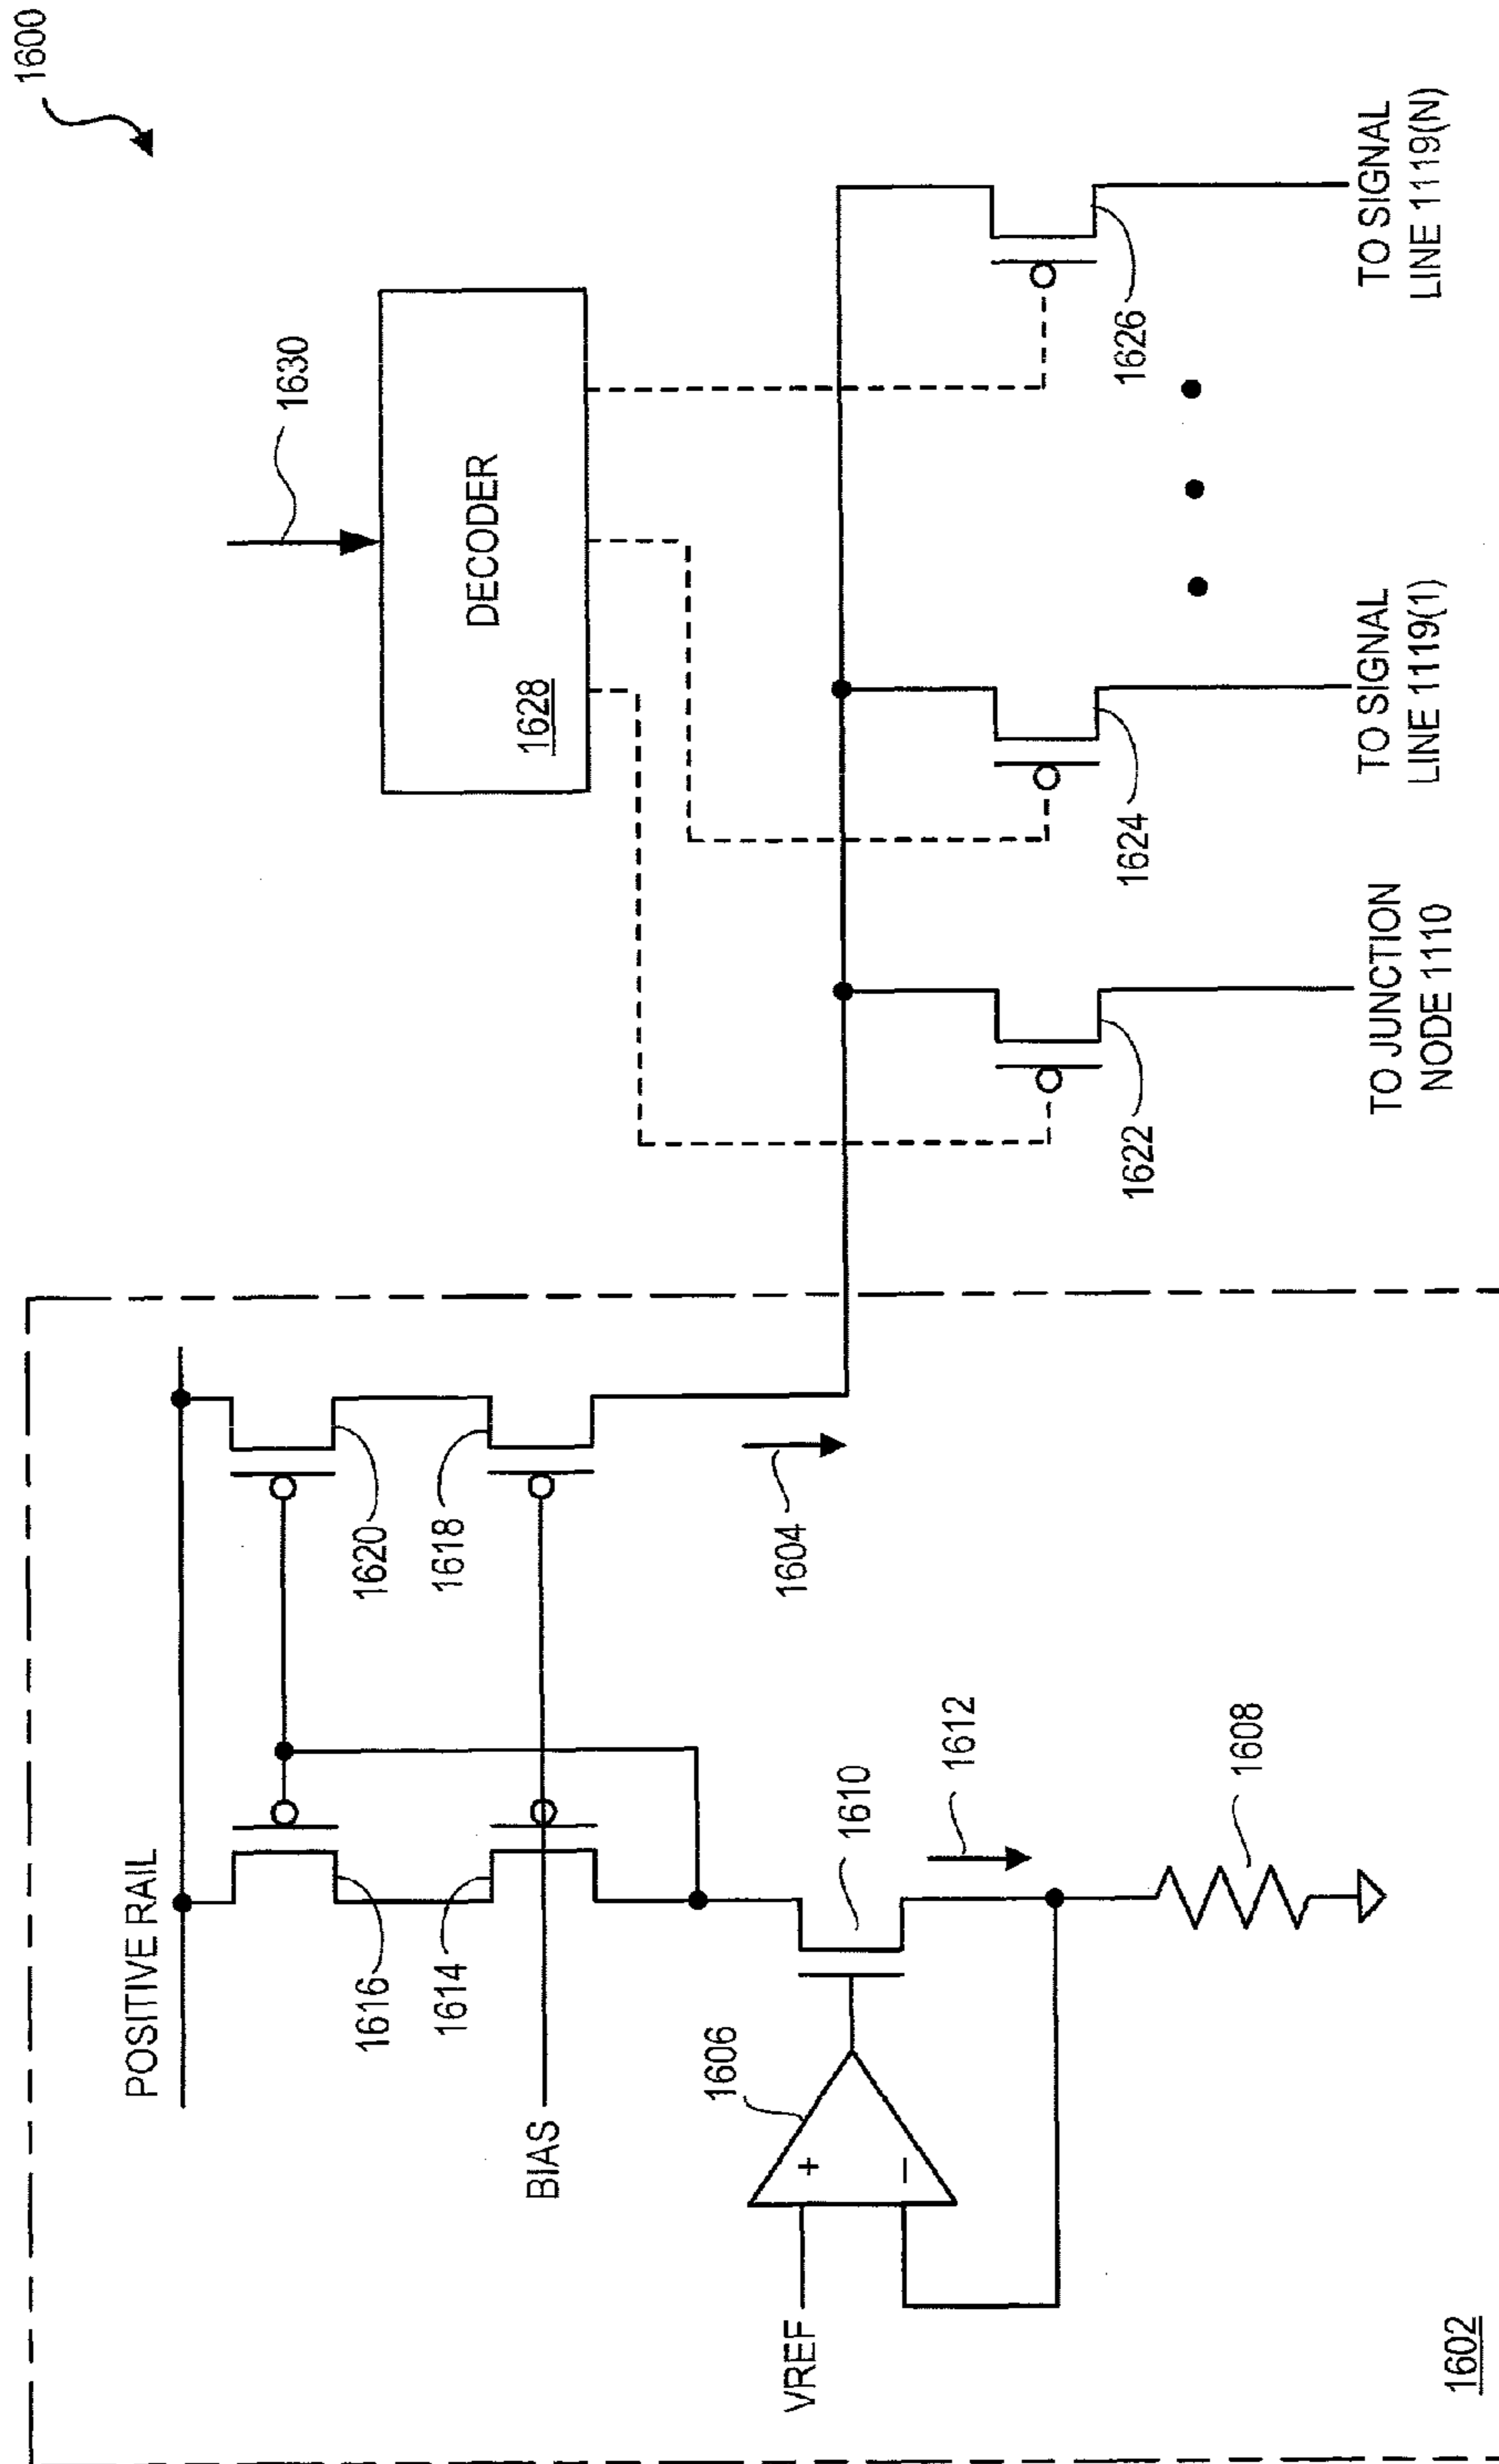 1600
1630
DECODER
1628
POSITIVE RAIL
1616
1614
1620
1618
BIAS
1604
1606
+
−
VREF
1610
1612
1608
1602
1622
1624
1626
TO JUNCTION
NODE 1110
TO SIGNAL
LINE 1119(1)
TO SIGNAL
LINE 1119(N)